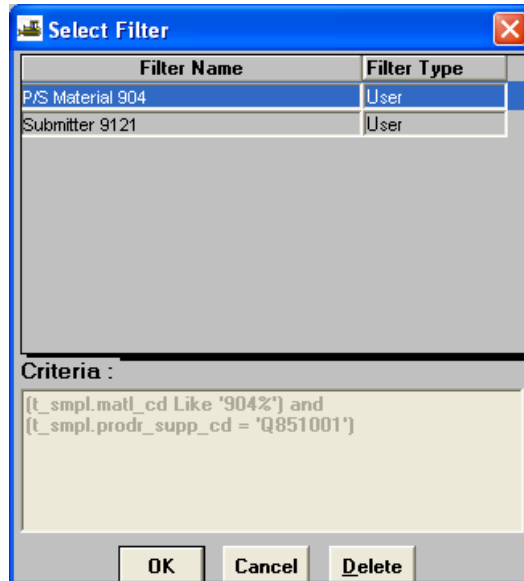 Select Filter
Filter Name Filter Type
P/S Material 904 User
Submitter 9121 User
Criteria :
(t_smpl.matl_cd Like '904%') and
(t_smpl.prodr_supp_cd = 'Q851001')
OK Cancel Delete